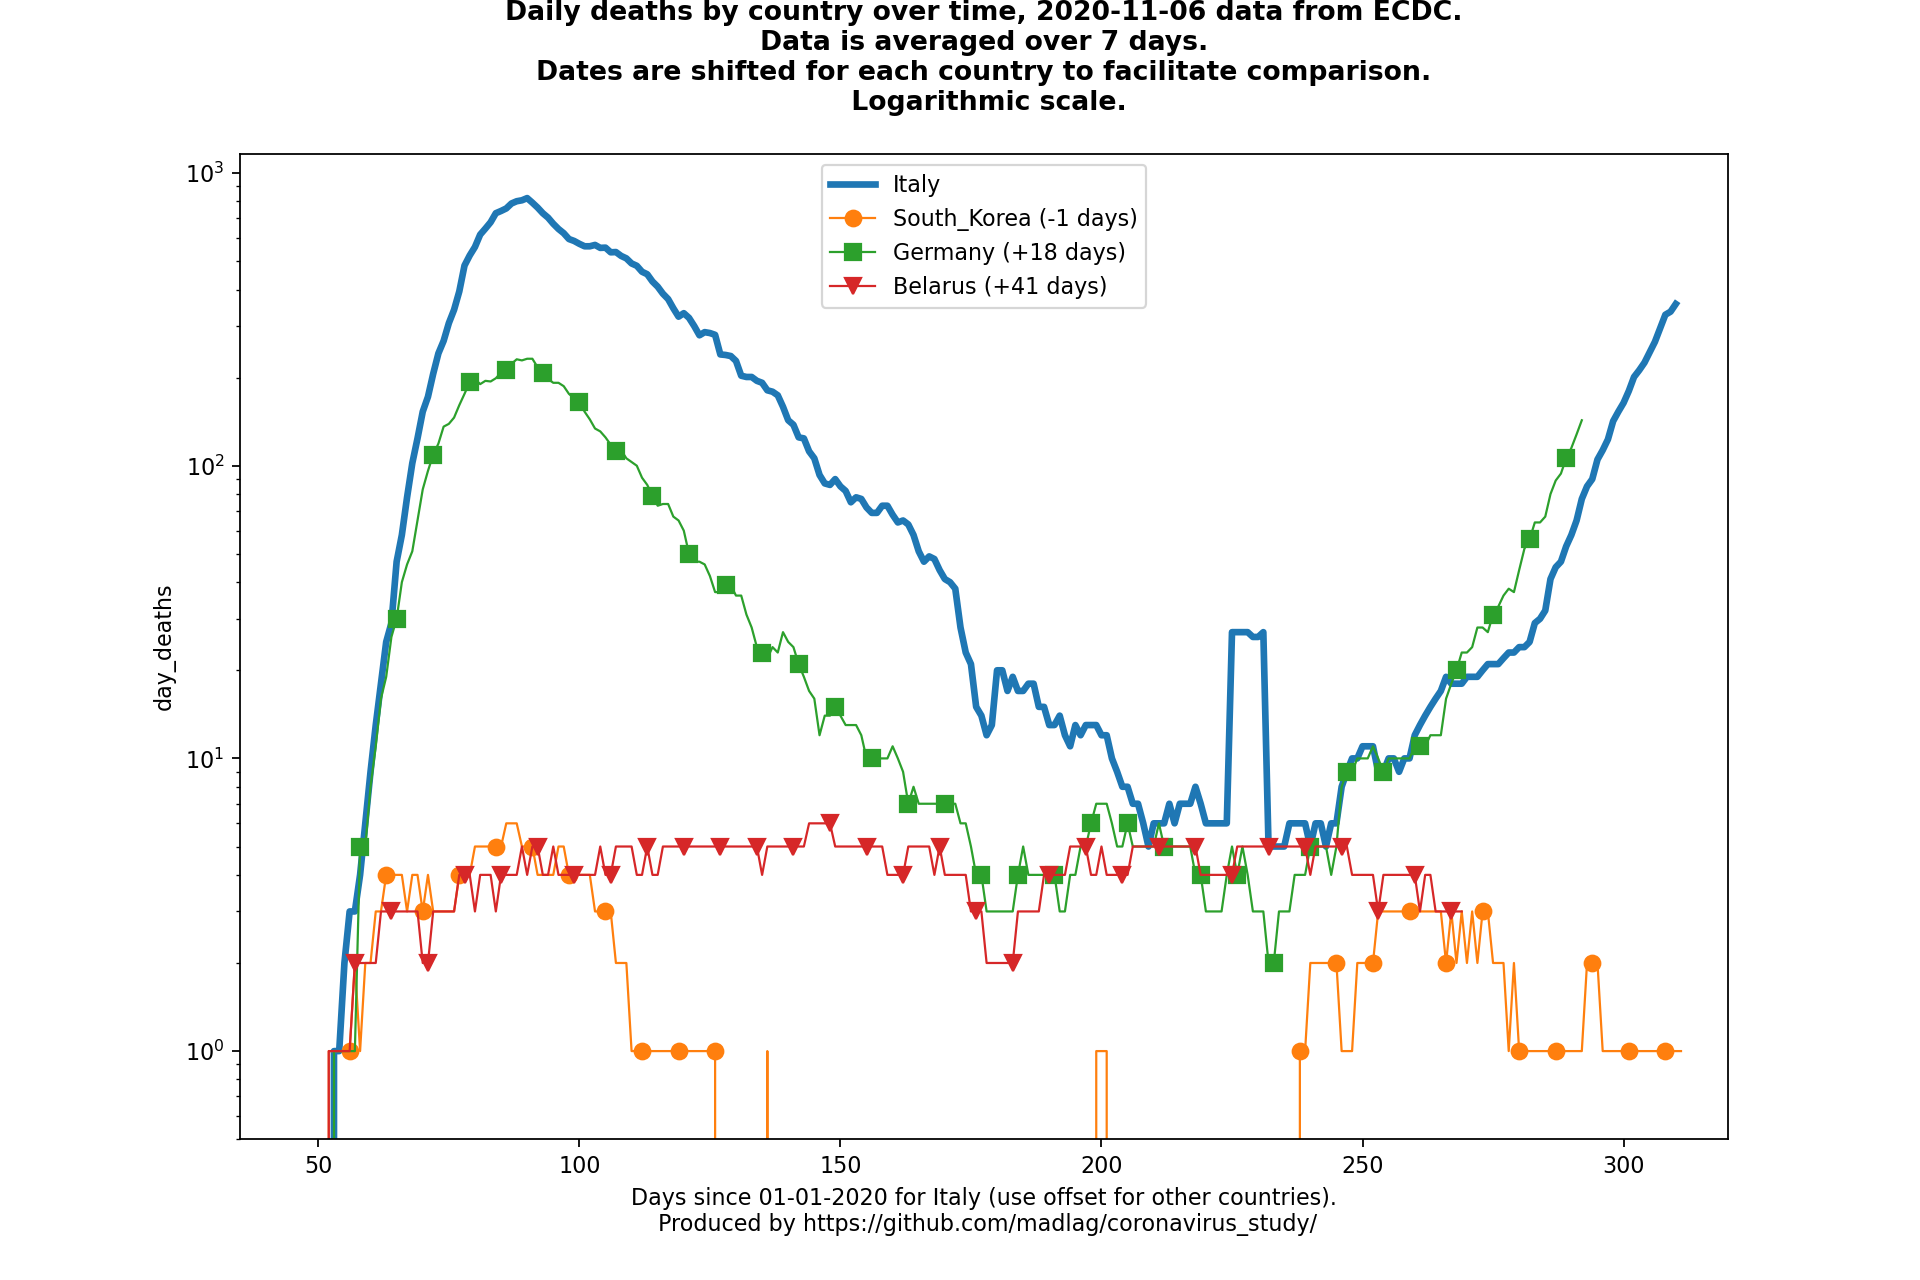 Daily deaths by country over time, 2020-11-06 data from ECDC.
Data is averaged over 7 days.
Dates are shifted for each country to facilitate comparison.
Logarithmic scale.
10³
10²
10¹
10⁰
day_deaths
Italy
South_Korea (-1 days)
Germany (+18 days)
Belarus (+41 days)
50 100 150 200 250 300
Days since 01-01-2020 for Italy (use offset for other countries).
Produced by https://github.com/madlag/coronavirus_study/